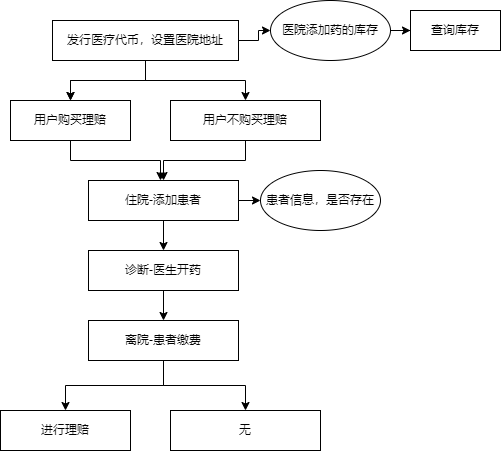 发行医疗代币，设置医院地址
医院添加药的库存
查询库存
用户购买理赔
用户不购买理赔
住院-添加患者
患者信息，是否存在
诊断-医生开药
离院-患者缴费
进行理赔
无